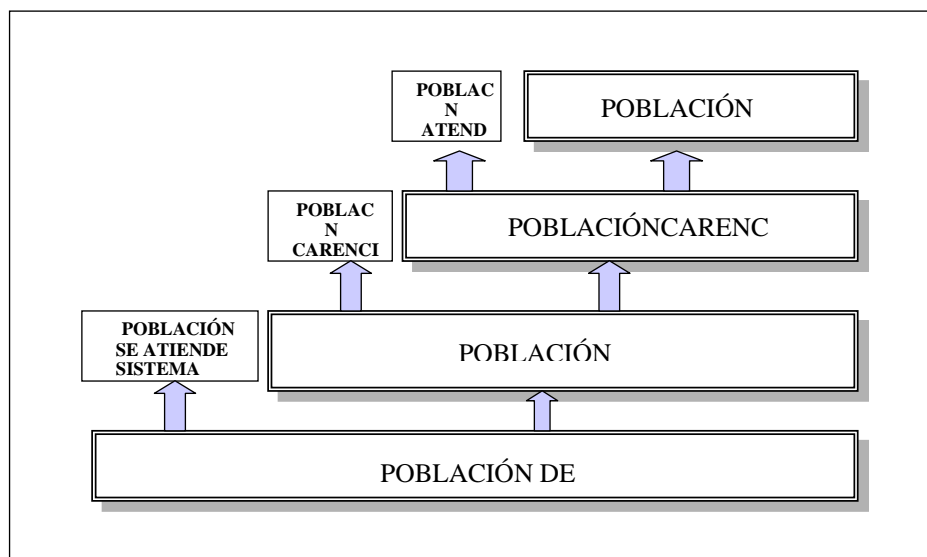 POBLAC
N
ATEND
POBLACIÓN
POBLAC
N
CARENCI
POBLACIÓNCARENC
POBLACIÓN
SE ATIENDE
SISTEMA
POBLACIÓN
POBLACIÓN DE